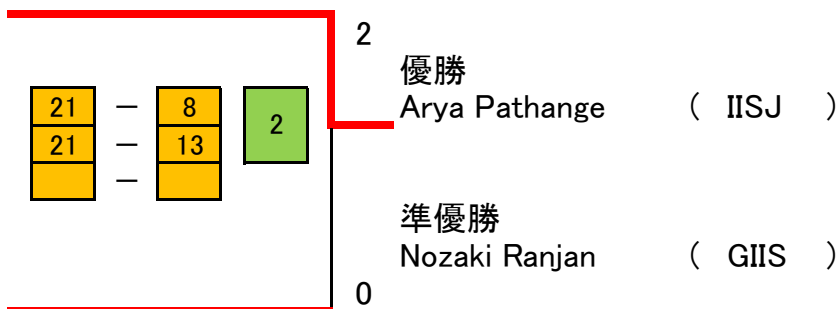 2
優勝
21 － 8
2
Arya Pathange （ IISJ ）
21 － 13
－
準優勝
Nozaki Ranjan （ GIIS ）
0